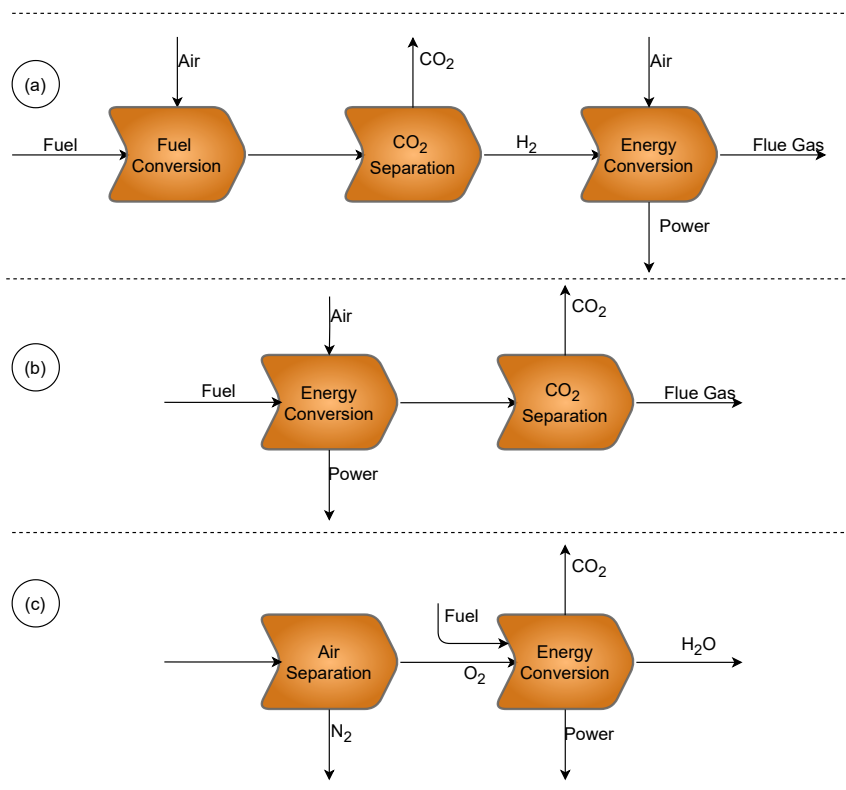 (a)
Air
CO₂
Air
Fuel
Fuel
Conversion
CO₂
Separation
H₂
Energy
Conversion
Flue Gas
Power
(b)
Air
CO₂
Fuel
Energy
Conversion
CO₂
Separation
Flue Gas
Power
(c)
CO₂
Fuel
Air
Separation
O₂
Energy
Conversion
H₂O
N₂
Power